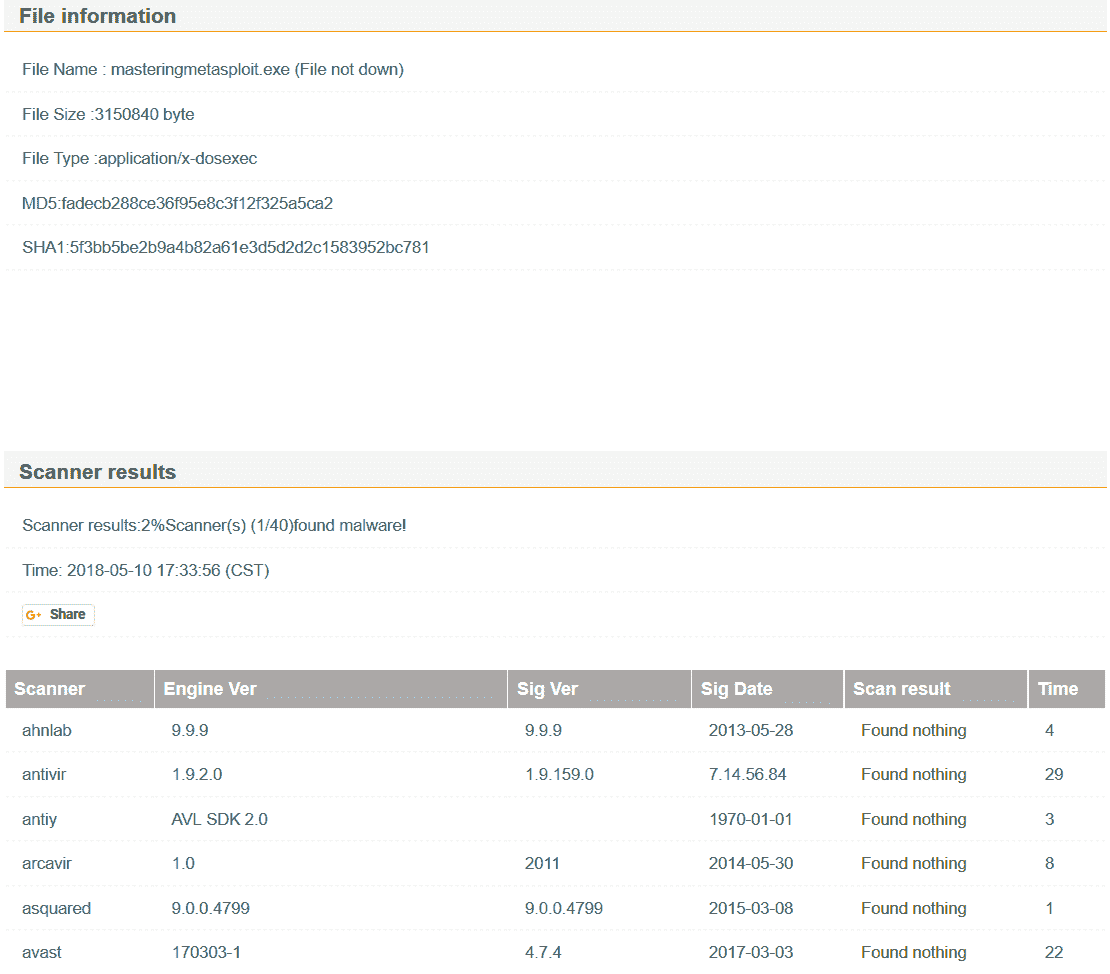 File information
File Name : masteringmetasploit.exe (File not down)
File Size :3150840 byte
File Type :application/x-dosexec
MD5:fadecb288ce36f95e8c3f12f325a5ca2
SHA1:5f3bb5be2b9a4b82a61e3d5d2d2c1583952bc781
Scanner results
Scanner results:2%Scanner(s) (1/40)found malware!
Time: 2018-05-10 17:33:56 (CST)
G+ Share
Scanner Engine Ver Sig Ver Sig Date Scan result Time
ahnlab 9.9.9 9.9.9 2013-05-28 Found nothing 4
antivir 1.9.2.0 1.9.159.0 7.14.56.84 Found nothing 29
antiy AVL SDK 2.0 1970-01-01 Found nothing 3
arcavir 1.0 2011 2014-05-30 Found nothing 8
asquared 9.0.0.4799 9.0.0.4799 2015-03-08 Found nothing 1
avast 170303-1 4.7.4 2017-03-03 Found nothing 22